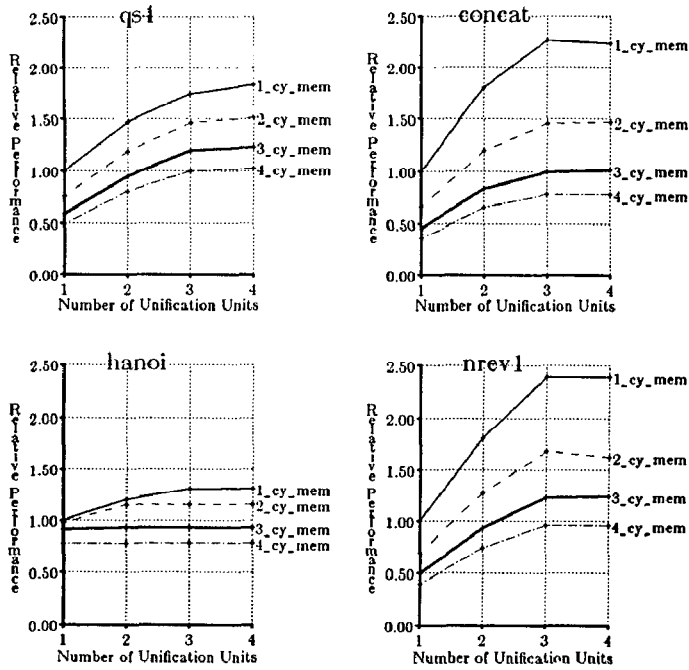 qs4
2.50
2.00
1.50
1.00
0.50
0.00
Relative Performance
1_cy_mem
2_cy_mem
3_cy_mem
4_cy_mem
1 2 3 4
Number of Unification Units
concat
2.50
2.00
1.50
1.00
0.50
0.00
Relative Performance
1_cy_mem
2_cy_mem
3_cy_mem
4_cy_mem
1 2 3 4
Number of Unification Units
hanoi
2.50
2.00
1.50
1.00
0.50
0.00
Relative Performance
1_cy_mem
2_cy_mem
3_cy_mem
4_cy_mem
1 2 3 4
Number of Unification Units
nrev1
2.50
2.00
1.50
1.00
0.50
0.00
Relative Performance
1_cy_mem
2_cy_mem
3_cy_mem
4_cy_mem
1 2 3 4
Number of Unification Units